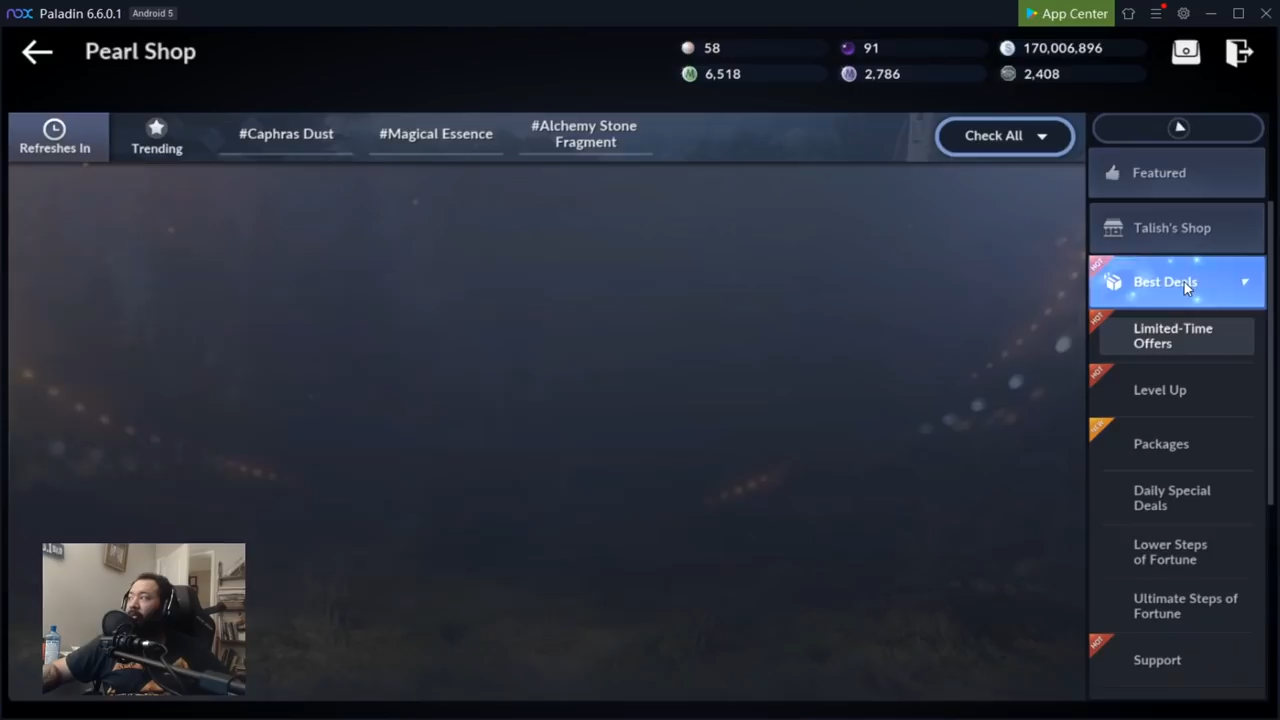 nox Paladin 6.6.0.1 Android 5 App Center
Pearl Shop
58 91 170,006,896
6,518 2,786 2,408
Refreshes In
Trending
#Caphras Dust
#Magical Essence
#Alchemy Stone
Fragment
Check All
Featured
Talish's Shop
HOT
Best Deals
HOT
Limited-Time
Offers
HOT
Level Up
NEW
Packages
Daily Special
Deals
Lower Steps
of Fortune
Ultimate Steps of
Fortune
HOT
Support